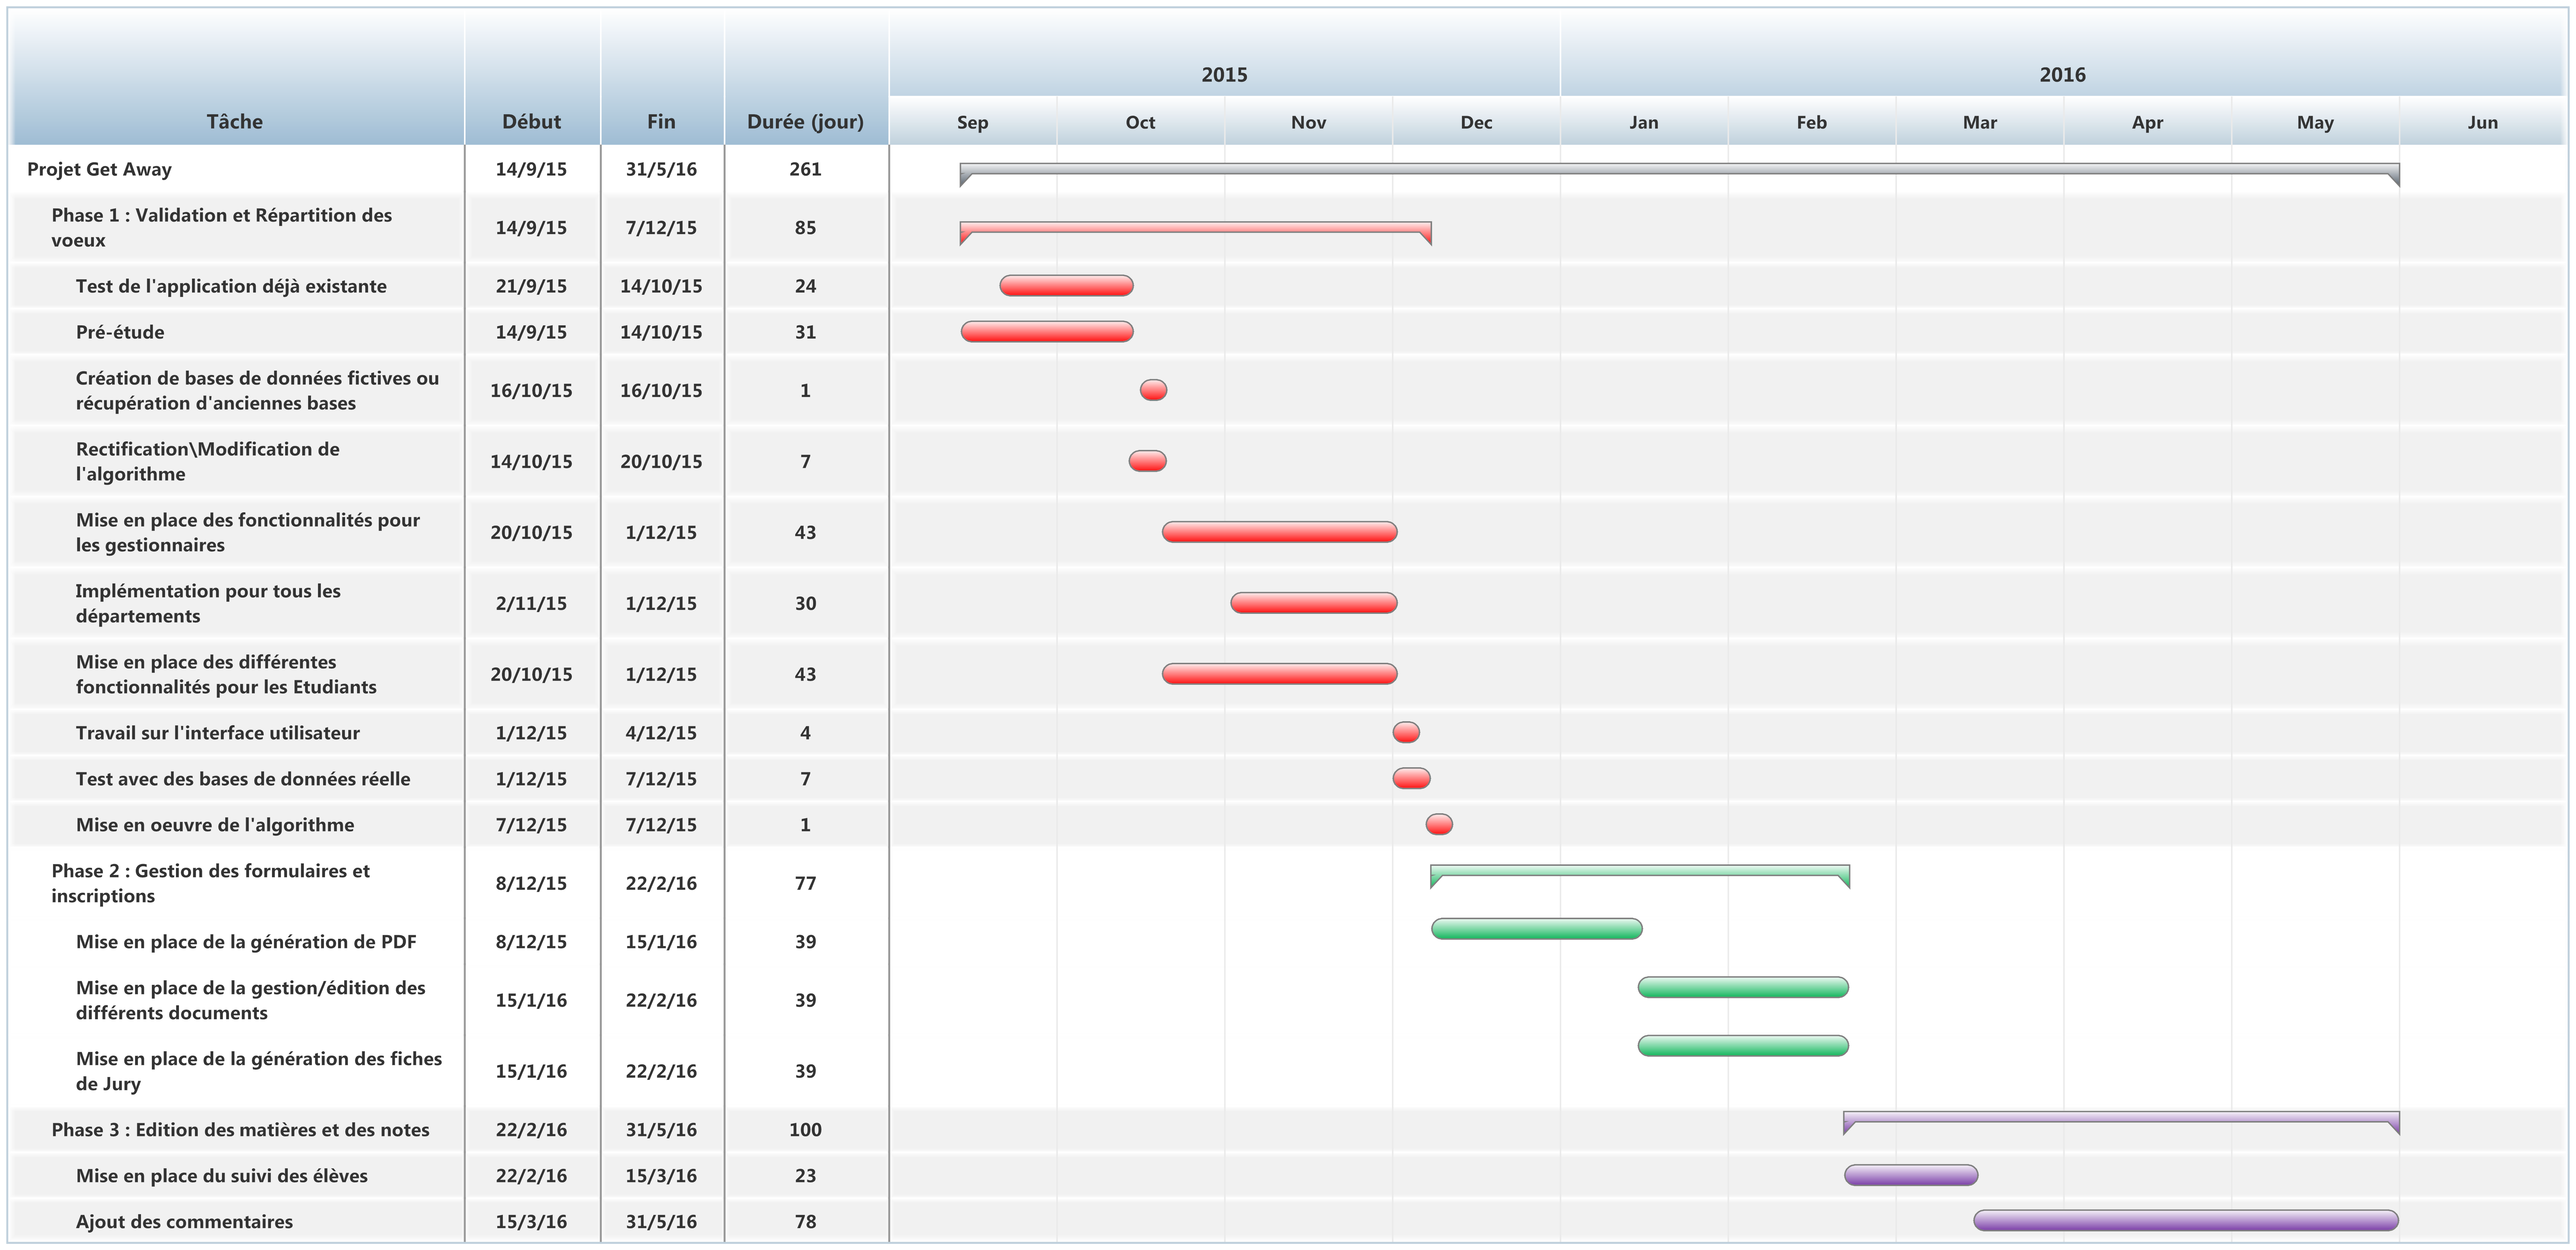 2015
2016
Tâche Début Fin Durée (jour) Sep Oct Nov Dec Jan Feb Mar Apr May Jun
Projet Get Away 14/9/15 31/5/16 261
Phase 1 : Validation et Répartition des
voeux 14/9/15 7/12/15 85
Test de l'application déjà existante 21/9/15 14/10/15 24
Pré-étude 14/9/15 14/10/15 31
Création de bases de données fictives ou
récupération d'anciennes bases 16/10/15 16/10/15 1
Rectification\Modification de
l'algorithme 14/10/15 20/10/15 7
Mise en place des fonctionnalités pour
les gestionnaires 20/10/15 1/12/15 43
Implémentation pour tous les
départements 2/11/15 1/12/15 30
Mise en place des différentes
fonctionnalités pour les Etudiants 20/10/15 1/12/15 43
Travail sur l'interface utilisateur 1/12/15 4/12/15 4
Test avec des bases de données réelle 1/12/15 7/12/15 7
Mise en oeuvre de l'algorithme 7/12/15 7/12/15 1
Phase 2 : Gestion des formulaires et
inscriptions 8/12/15 22/2/16 77
Mise en place de la génération de PDF 8/12/15 15/1/16 39
Mise en place de la gestion/édition des
différents documents 15/1/16 22/2/16 39
Mise en place de la génération des fiches
de Jury 15/1/16 22/2/16 39
Phase 3 : Edition des matières et des notes 22/2/16 31/5/16 100
Mise en place du suivi des élèves 22/2/16 15/3/16 23
Ajout des commentaires 15/3/16 31/5/16 78